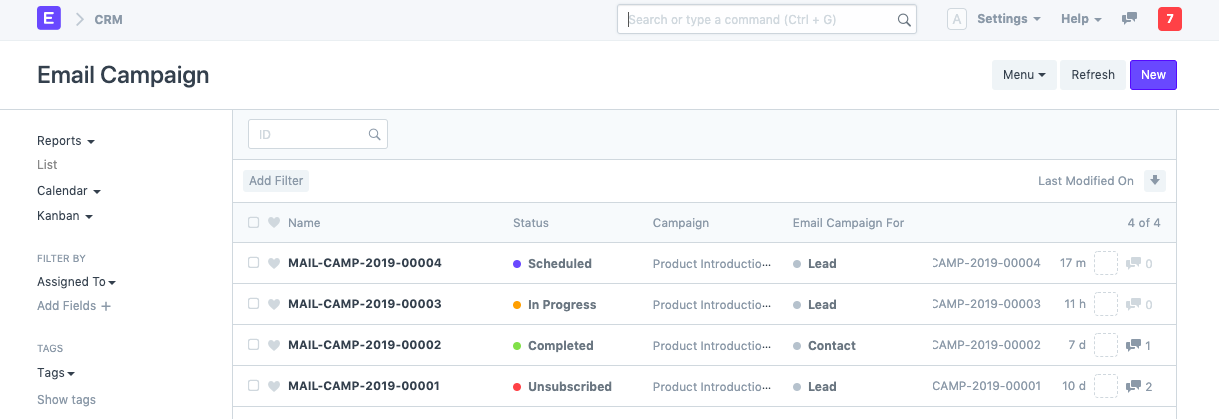 E CRM Search or type a command (Ctrl + G) A Settings Help 7
Email Campaign Menu Refresh New
Reports
List
Calendar
Kanban
FILTER BY
Assigned To
Add Fields +
TAGS
Tags
Show tags
ID
Add Filter Last Modified On
Name Status Campaign Email Campaign For 4 of 4
MAIL-CAMP-2019-00004 Scheduled Product Introductio... Lead CAMP-2019-00004 17 m 0
MAIL-CAMP-2019-00003 In Progress Product Introductio... Lead CAMP-2019-00003 11 h 0
MAIL-CAMP-2019-00002 Completed Product Introductio... Contact CAMP-2019-00002 7 d 1
MAIL-CAMP-2019-00001 Unsubscribed Product Introductio... Lead CAMP-2019-00001 10 d 2